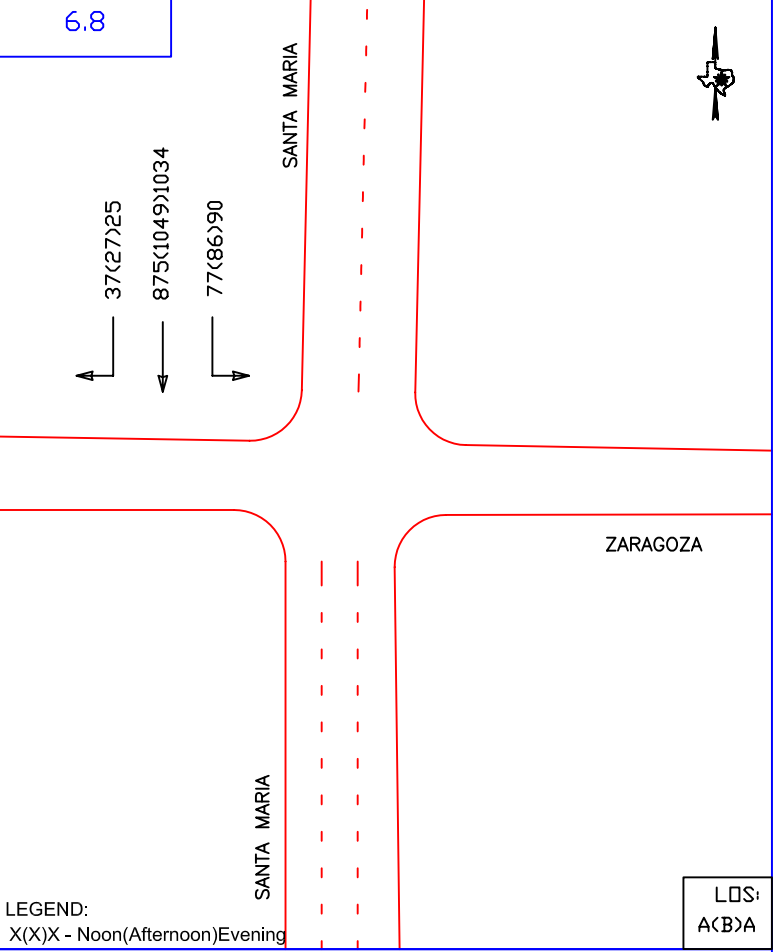 6.8
SANTA MARIA
37(27)25
875(1049)1034
77(86)90
ZARAGOZA
SANTA MARIA
LEGEND:
X(X)X - Noon(Afternoon)Evening
LOS:
A(B)A